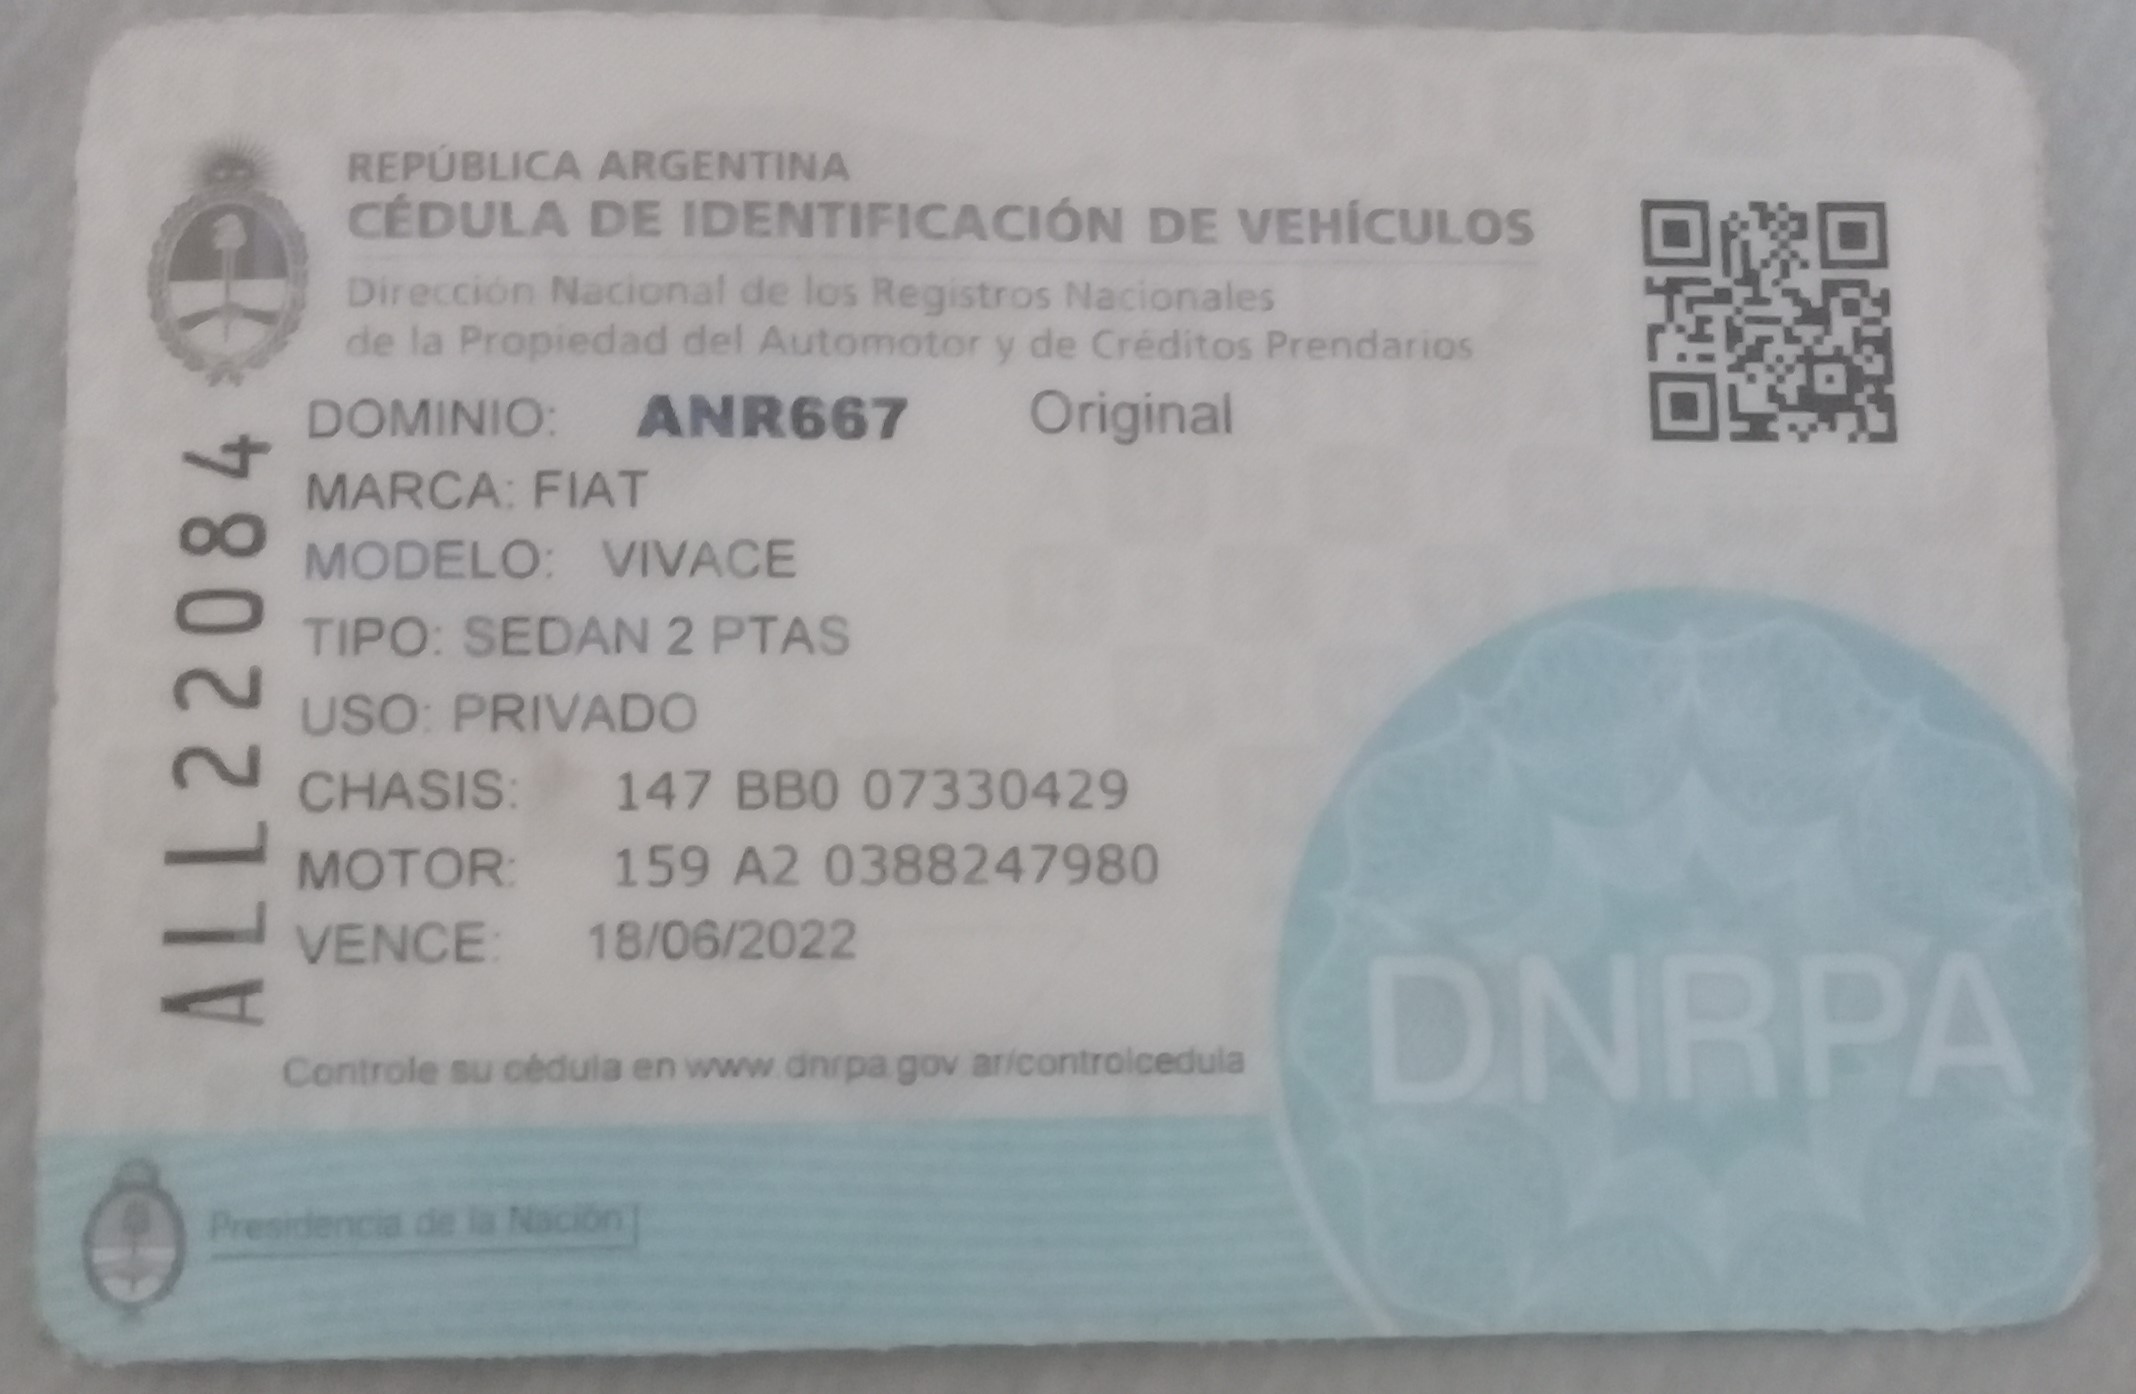 REPÚBLICA ARGENTINA
CÉDULA DE IDENTIFICACIÓN DE VEHÍCULOS
Dirección Nacional de los Registros Nacionales
de la Propiedad del Automotor y de Créditos Prendarios
DOMINIO: ANR667 Original
MARCA: FIAT
MODELO: VIVACE
TIPO: SEDAN 2 PTAS
USO: PRIVADO
CHASIS: 147 BB0 07330429
MOTOR: 159 A2 0388247980
VENCE: 18/06/2022
ALL22084
Controle su cédula en www.dnrpa.gov.ar/controlcedula
DNRPA
Presidencia de la Nación